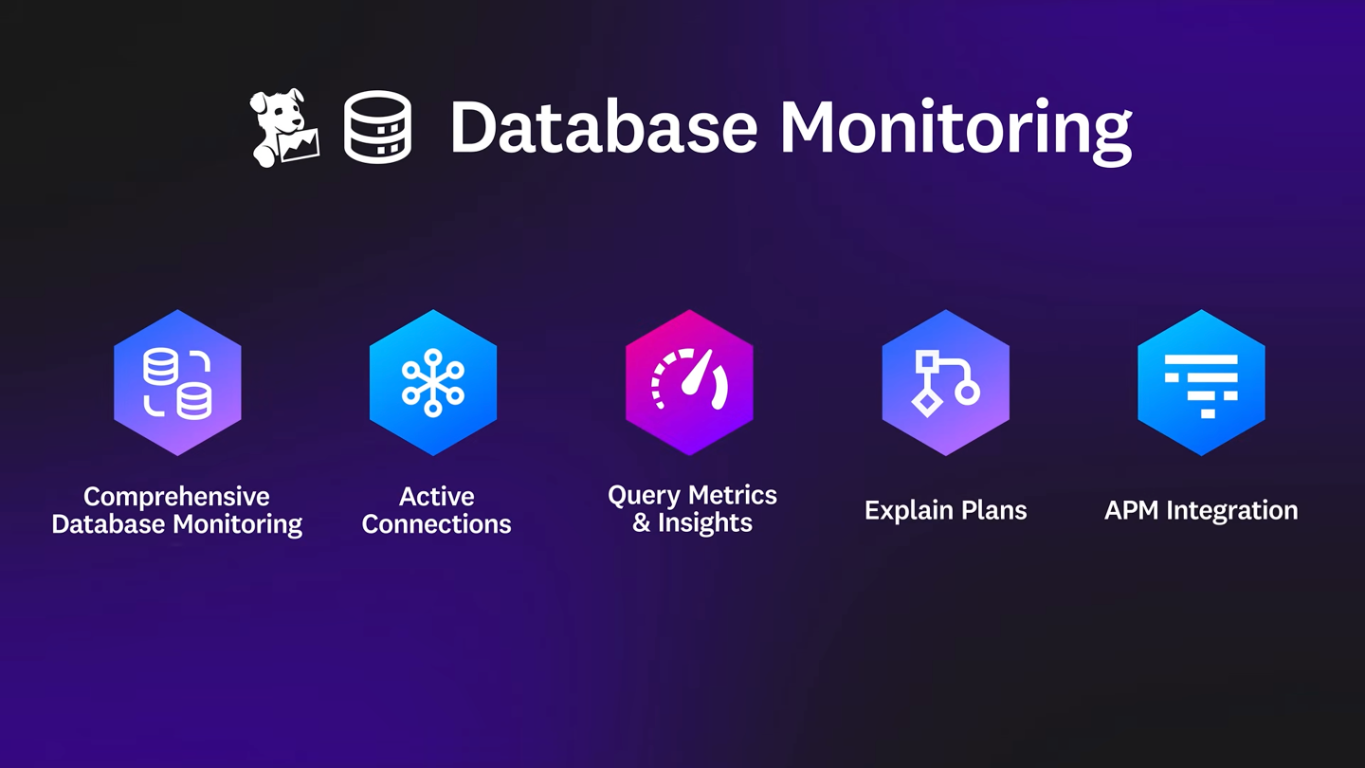 Database Monitoring
Comprehensive
Database Monitoring
Active
Connections
Query Metrics
& Insights
Explain Plans
APM Integration